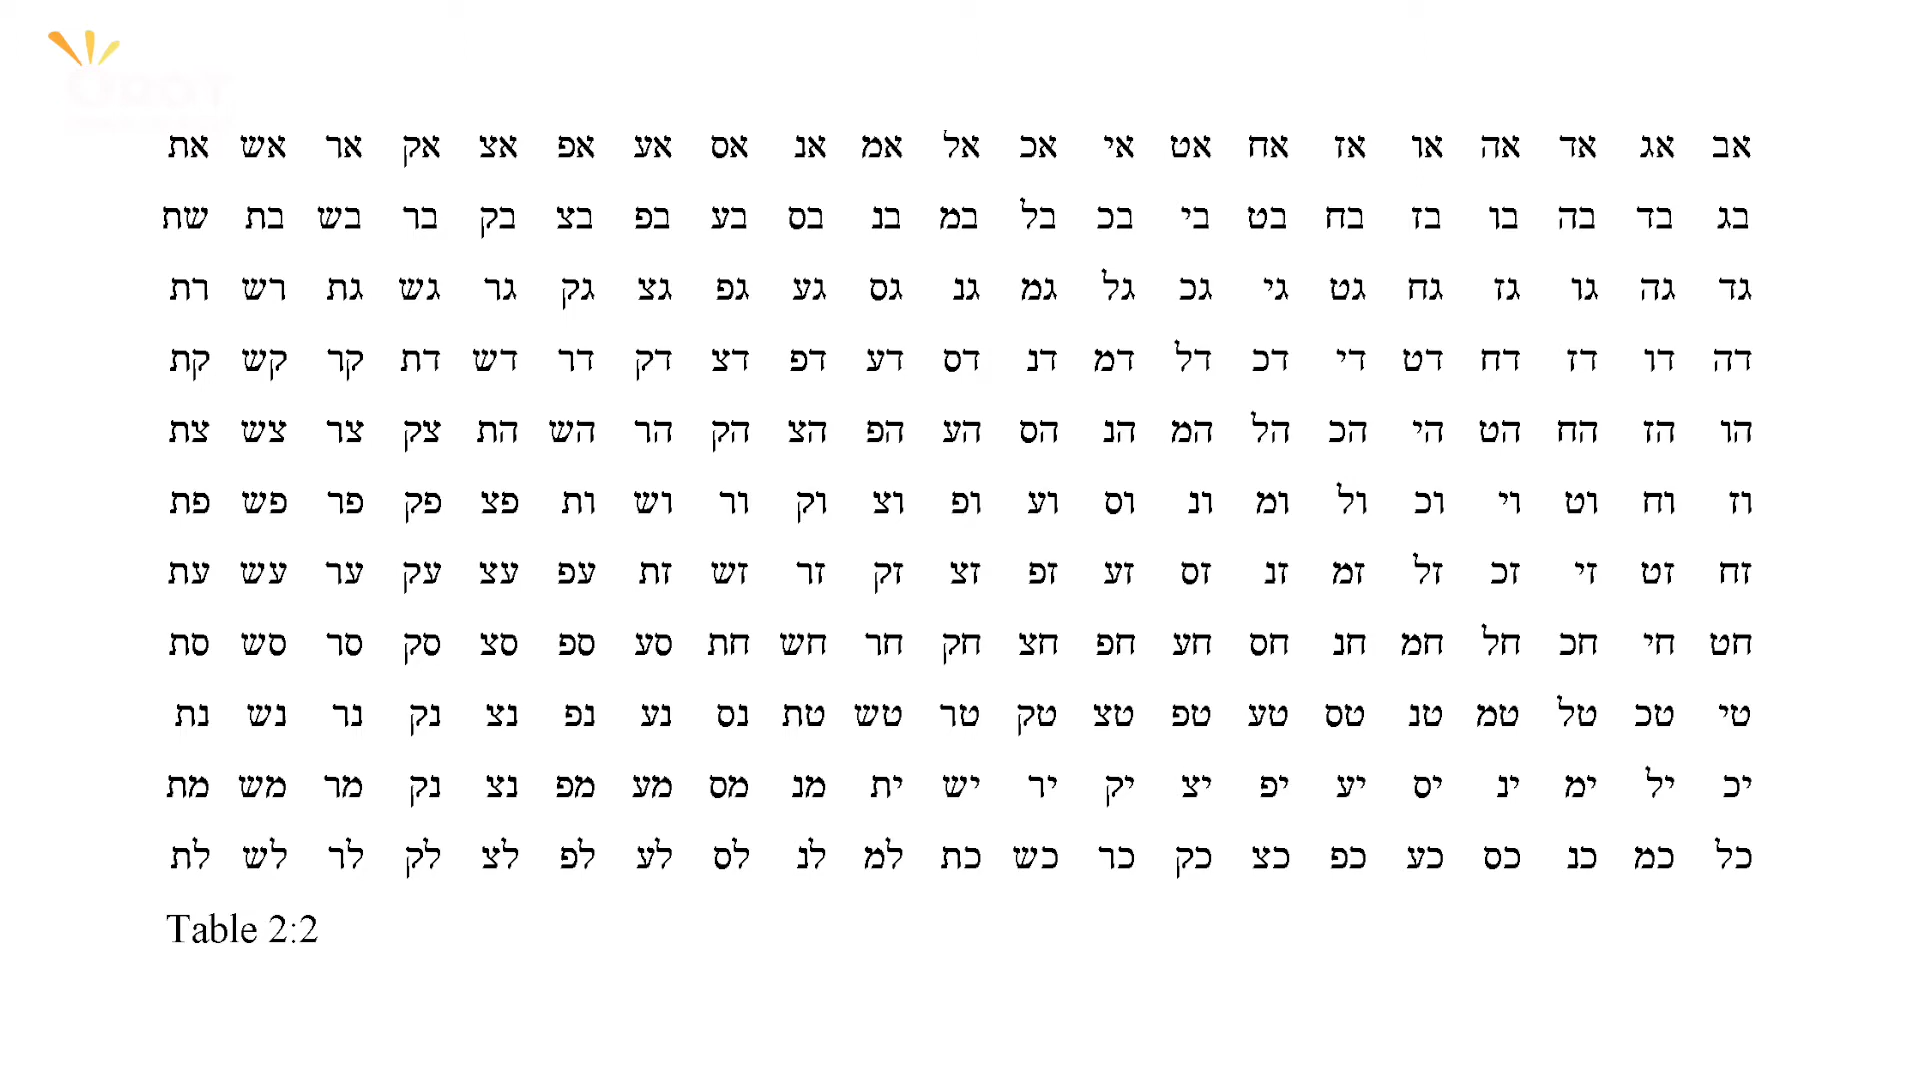 אב אג אד אה או אז אח אט אי אכ אל אמ אנ אס אע אפ אצ אק אר אש את
בג בד בה בו בז בח בט בי בכ בל במ בנ בס בע בפ בצ בק בר בש בת שת
גד גה גו גז גח גט גי גכ גל גמ גנ גס גע גפ גצ גק גר גש גת רש רת
דה דו דז דח דט די דכ דל דמ דנ דס דע דפ דצ דק דר דש דת קר קש קת
הו הז הח הט הי הכ הל המ הנ הס הע הפ הצ הק הר הש הת צק צר צש צת
וז וח וט וי וכ ול ומ ונ וס וע ופ וצ וק ור וש ות פצ פק פר פש פת
זח זט זי זכ זל זמ זנ זס זע זפ זצ זק זר זש זת עפ עצ עק ער עש עת
חט חי חכ חל חמ חנ חס חע חפ חצ חק חר חש חת סע ספ סצ סק סר סש סת
טי טכ טל טמ טנ טס טע טפ טצ טק טר טש טת נס נע נפ נצ נק נר נש נת
יכ יל ימ ינ יס יע יפ יצ יק יר יש ית מנ מס מע מפ נצ נק מר מש מת
כל כמ כנ כס כע כפ כצ כק כר כש כת למ לנ לס לע לפ לצ לק לר לש לת
Table 2:2